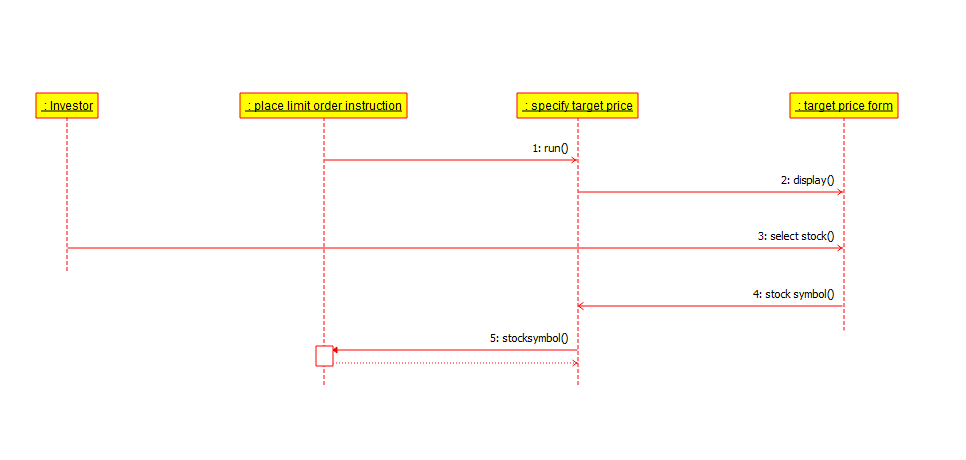 : Investor
: place limit order instruction
: specify target price
: target price form
1: run()
2: display()
3: select stock()
4: stock symbol()
5: stocksymbol()